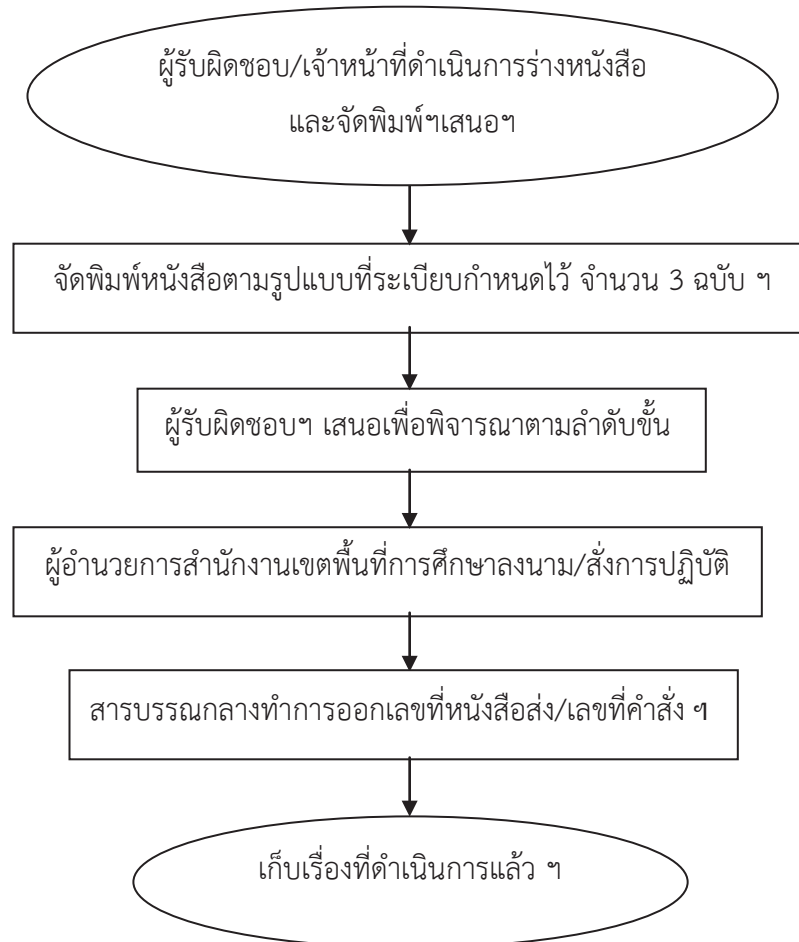 ผู้รับผิดชอบ/เจ้าหน้าที่ดำเนินการร่างหนังสือ
และจัดพิมพ์ฯเสนอฯ
จัดพิมพ์หนังสือตามรูปแบบที่ระเบียบกำหนดไว้ จำนวน 3 ฉบับ ฯ
ผู้รับผิดชอบฯ เสนอเพื่อพิจารณาตามลำดับขั้น
ผู้อำนวยการสำนักงานเขตพื้นที่การศึกษาลงนาม/สั่งการปฏิบัติ
สารบรรณกลางทำการออกเลขที่หนังสือส่ง/เลขที่คำสั่ง ฯ
เก็บเรื่องที่ดำเนินการแล้ว ฯ